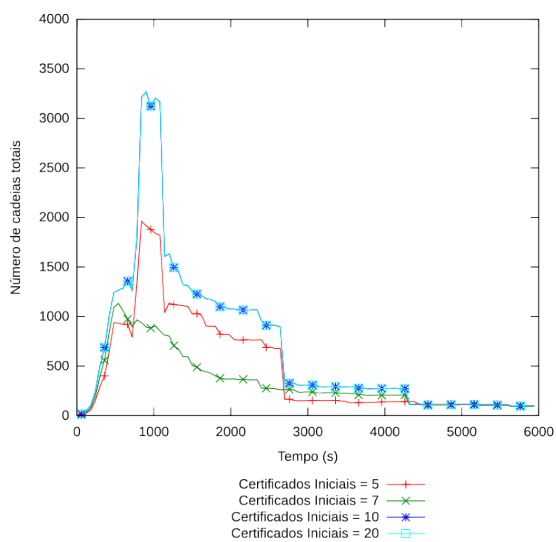 4000
3500
3000
2500
2000
1500
1000
500
0
Número de cadeias totais
0 1000 2000 3000 4000 5000 6000
Tempo (s)
Certificados Iniciais = 5
Certificados Iniciais = 7
Certificados Iniciais = 10
Certificados Iniciais = 20